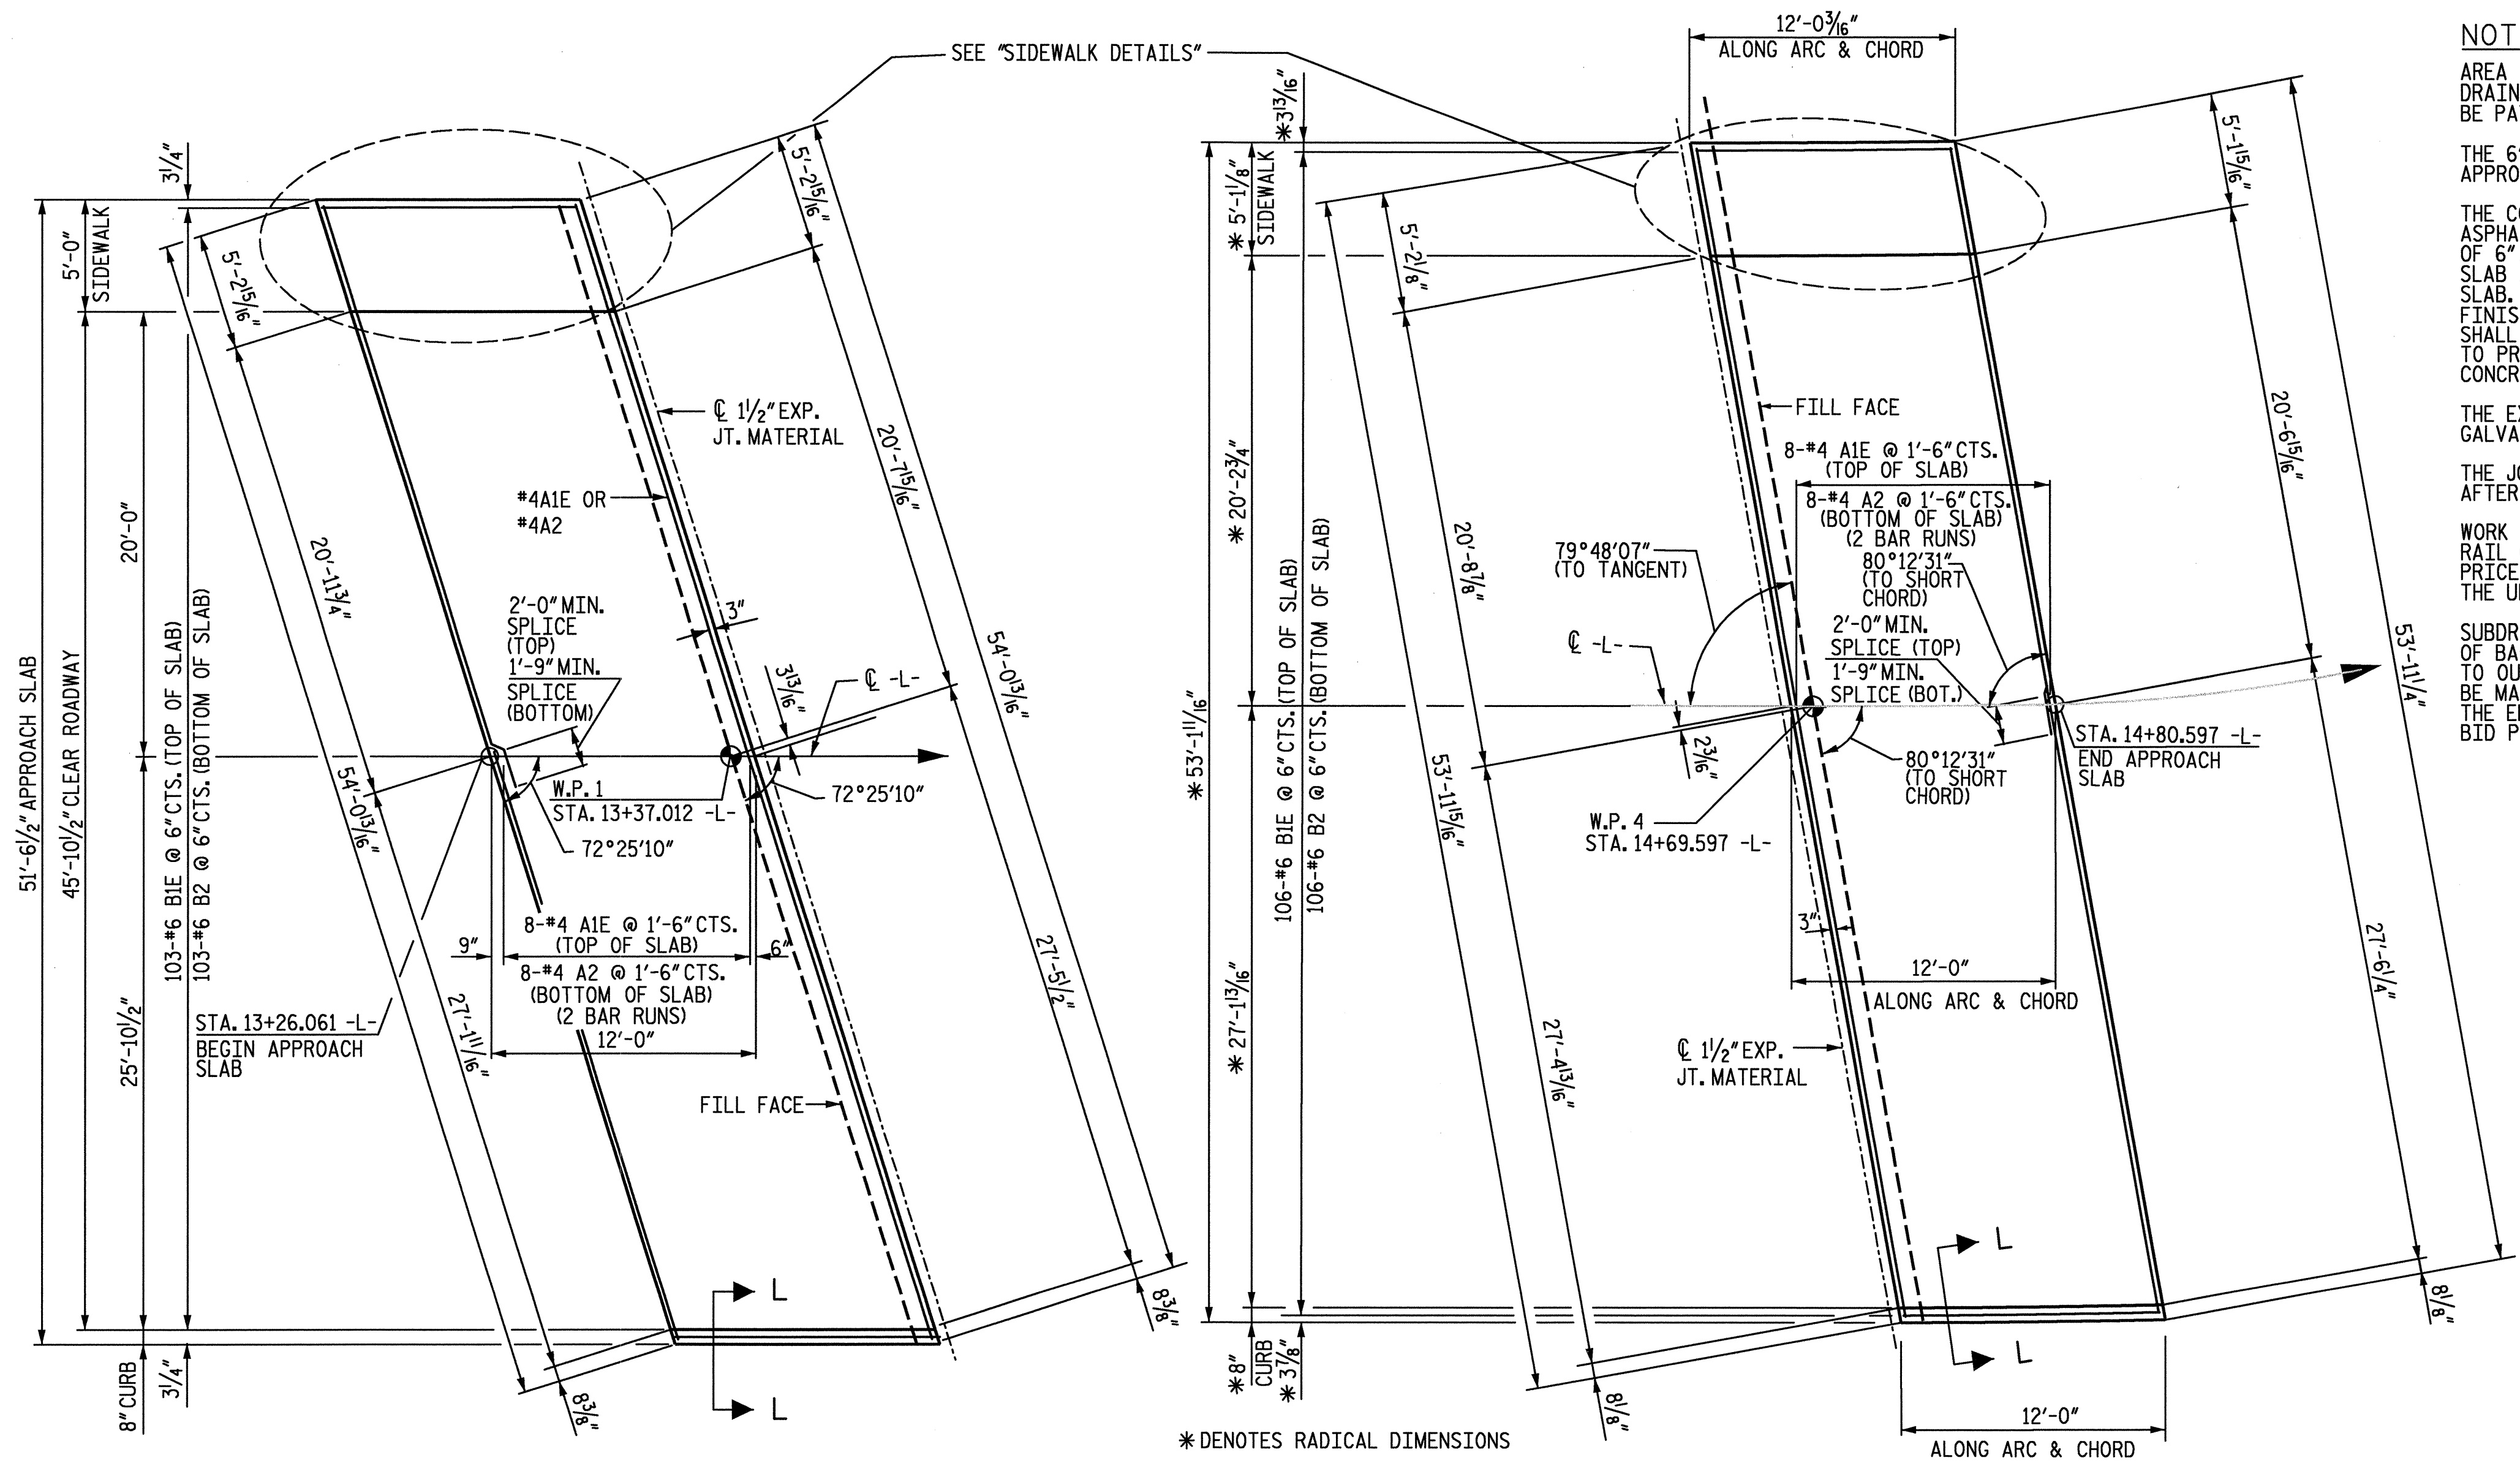 SEE "SIDEWALK DETAILS"
51'-6 1/2" APPROACH SLAB
45'-10 1/2" CLEAR ROADWAY
5'-0"
SIDEWALK
20'-0"
25'-10 1/2"
8" CURB
3 1/4"
3 1/4"
103-#6 B1E @ 6" CTS. (TOP OF SLAB)
103-#6 B2 @ 6" CTS. (BOTTOM OF SLAB)
5'-2 15/16"
20'-11 3/4"
54'-0 13/16"
27'-1 11/16"
8 3/8"
5'-2 15/16"
20'-7 15/16"
54'-0 13/16"
27'-5 1/2"
8 3/8"
℄ 1 1/2" EXP.
JT. MATERIAL
#4A1E OR
#4A2
2'-0" MIN.
SPLICE
(TOP)
1'-9" MIN.
SPLICE
(BOTTOM)
3"
3 13/16"
℄ -L-
W.P. 1
STA. 13+37.012 -L-
72°25'10"
72°25'10"
9"
8-#4 A1E @ 1'-6" CTS.
(TOP OF SLAB)
6"
8-#4 A2 @ 1'-6" CTS.
(BOTTOM OF SLAB)
(2 BAR RUNS)
12'-0"
STA. 13+26.061 -L-
BEGIN APPROACH
SLAB
FILL FACE
L
L
12'-0 3/16"
ALONG ARC & CHORD
*3 13/16"
* 5'-1 1/8"
SIDEWALK
* 20'-2 3/4"
* 53'-1 11/16"
* 27'-1 13/16"
*8"
CURB
*3 7/8"
106-#6 B1E @ 6" CTS. (TOP OF SLAB)
106-#6 B2 @ 6" CTS. (BOTTOM OF SLAB)
5'-2 1/8"
20'-8 7/8"
53'-11 15/16"
27'-4 13/16"
8 1/8"
5'-1 15/16"
20'-6 15/16"
53'-11 1/4"
27'-6 1/4"
8 1/8"
FILL FACE
8-#4 A1E @ 1'-6" CTS.
(TOP OF SLAB)
8-#4 A2 @ 1'-6" CTS.
(BOTTOM OF SLAB)
(2 BAR RUNS)
79°48'07"
(TO TANGENT)
80°12'31"
(TO SHORT
CHORD)
2'-0" MIN.
SPLICE (TOP)
1'-9" MIN.
SPLICE (BOT.)
℄ -L-
2 3/16"
STA. 14+80.597 -L-
END APPROACH
SLAB
80°12'31"
(TO SHORT
CHORD)
W.P. 4
STA. 14+69.597 -L-
3"
12'-0"
ALONG ARC & CHORD
℄ 1 1/2" EXP.
JT. MATERIAL
L
L
12'-0"
ALONG ARC & CHORD
* DENOTES RADICAL DIMENSIONS
NOT
AREA
DRAIN
BE PA
THE 6"
APPRO
THE C
ASPHA
OF 6"
SLAB
SLAB.
FINIS
SHALL
TO PR
CONCR
THE EX
GALVA
THE JO
AFTER
WORK
RAIL
PRICE
THE U
SUBDR
OF BA
TO OU
BE MA
THE E
BID P